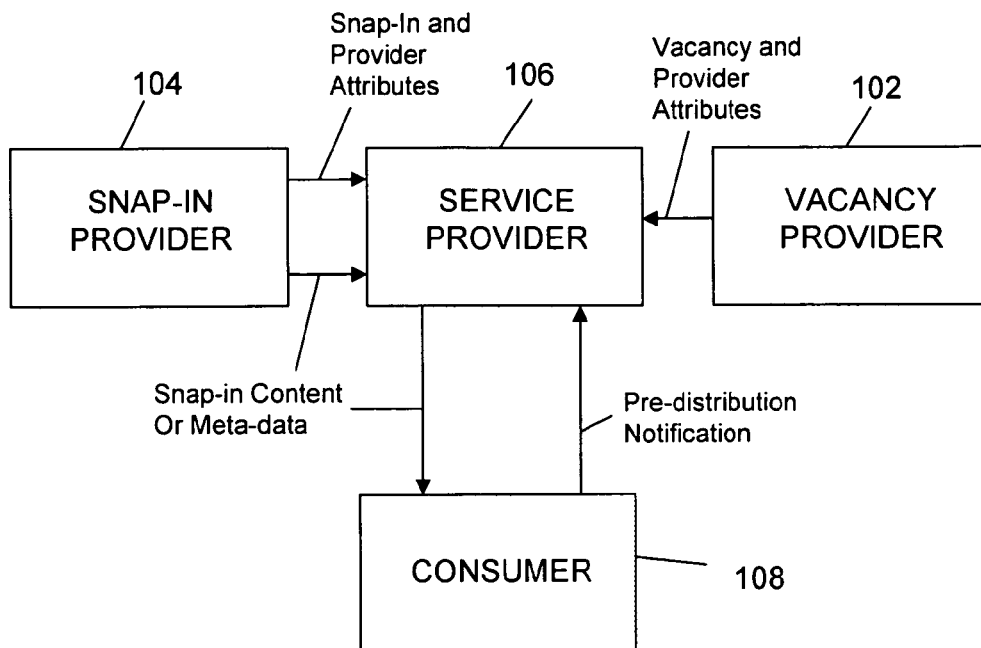 Snap-In and
Provider
Attributes
Vacancy and
Provider
Attributes
104
106
102
SNAP-IN
PROVIDER
SERVICE
PROVIDER
VACANCY
PROVIDER
Snap-in Content
Or Meta-data
Pre-distribution
Notification
CONSUMER
108